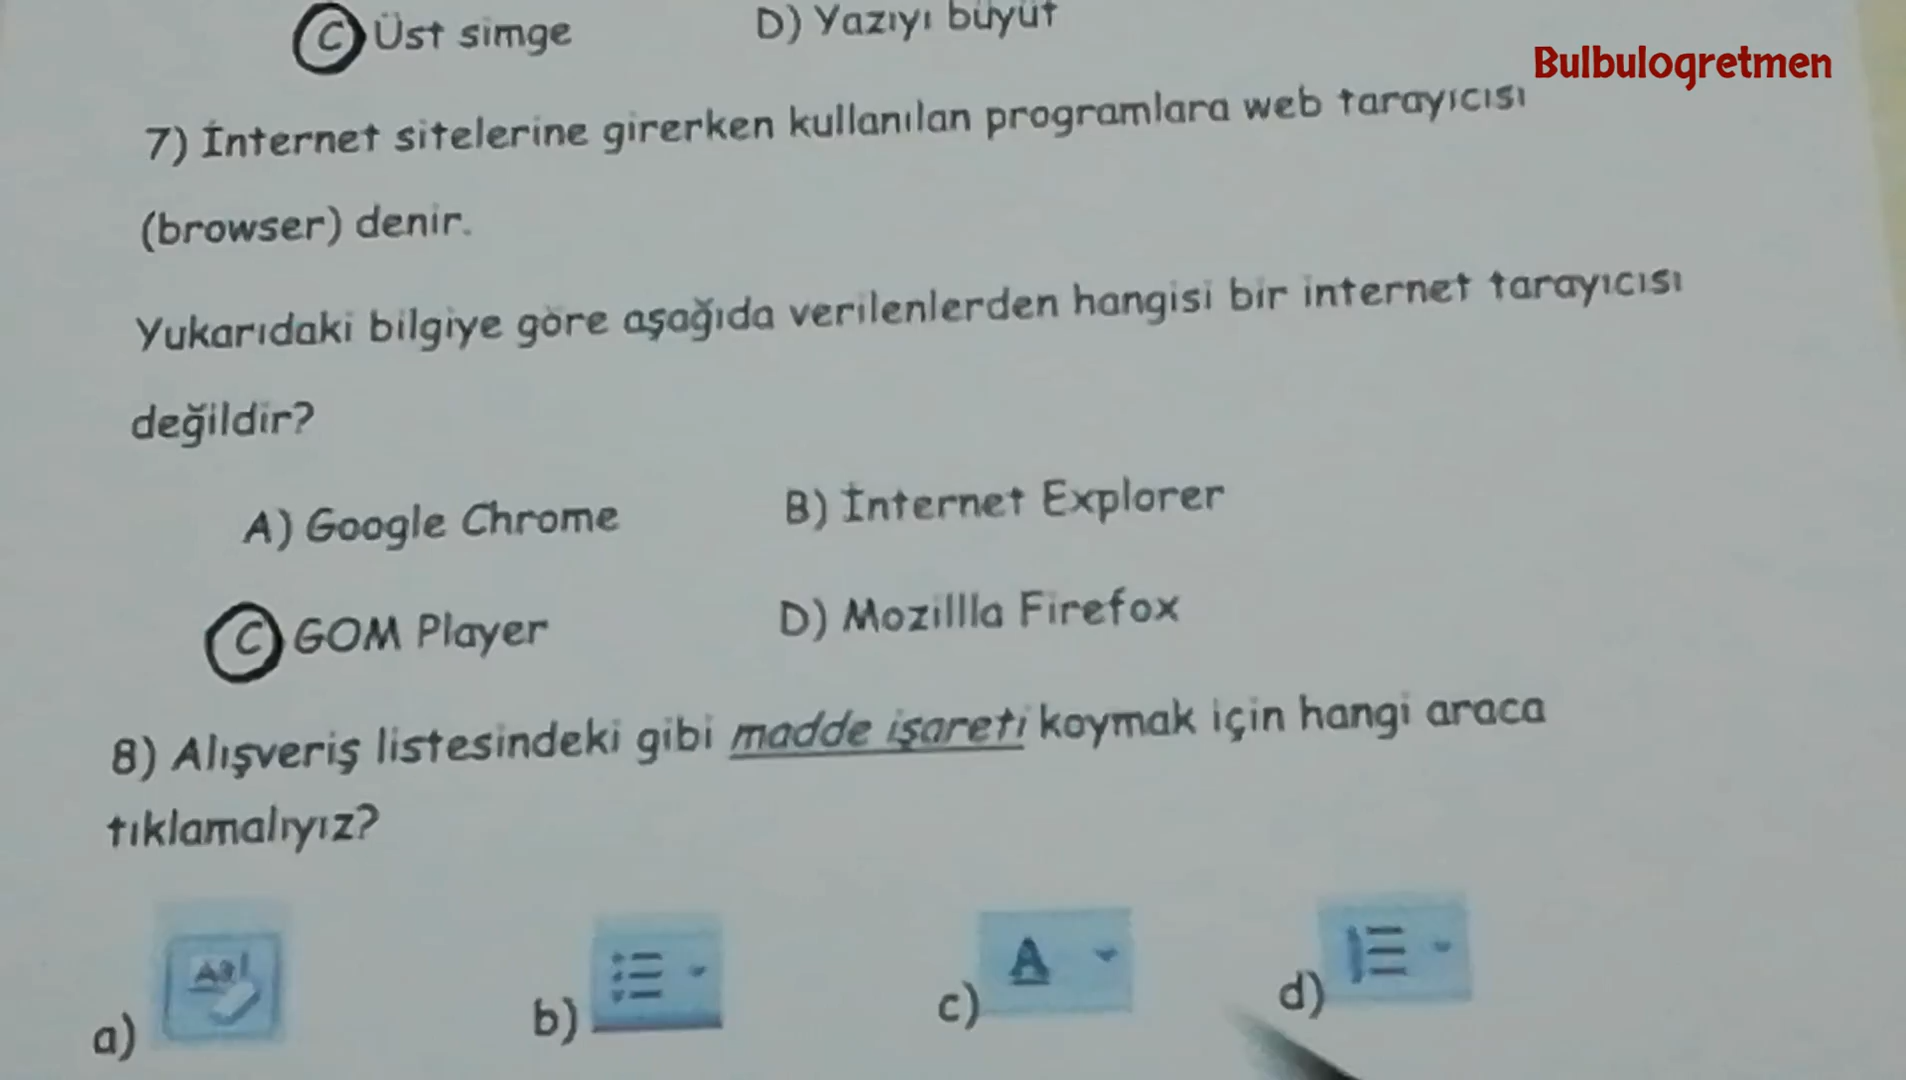 C) Üst simge D) Yazıyı büyüt
Bulbulogretmen
7) İnternet sitelerine girerken kullanılan programlara web tarayıcısı
(browser) denir.
Yukarıdaki bilgiye göre aşağıda verilenlerden hangisi bir internet tarayıcısı
değildir?
A) Google Chrome B) İnternet Explorer
C) GOM Player D) Mozillla Firefox
8) Alışveriş listesindeki gibi madde işareti koymak için hangi araca
tıklamalıyız?
a) b) c) A d)